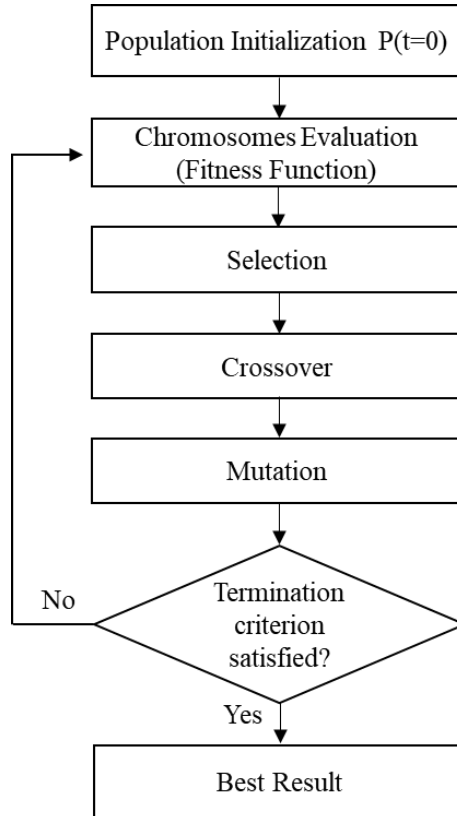 Population Initialization P(t=0)
Chromosomes Evaluation
(Fitness Function)
Selection
Crossover
Mutation
Termination
criterion
satisfied?
No
Yes
Best Result